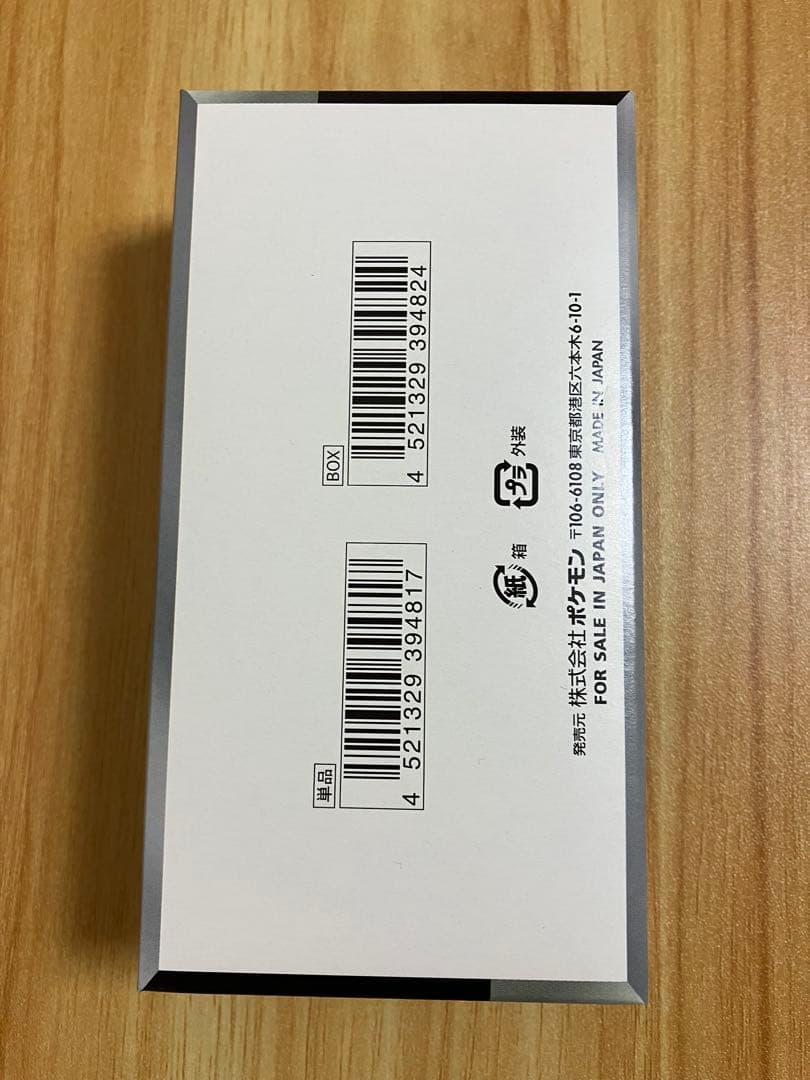 単品
4 521329 394817
BOX
4 521329 394824
紙 箱
プラ 外装
発売元 株式会社 ポケモン 〒106-6108 東京都港区六本木6-10-1
FOR SALE IN JAPAN ONLY MADE IN JAPAN